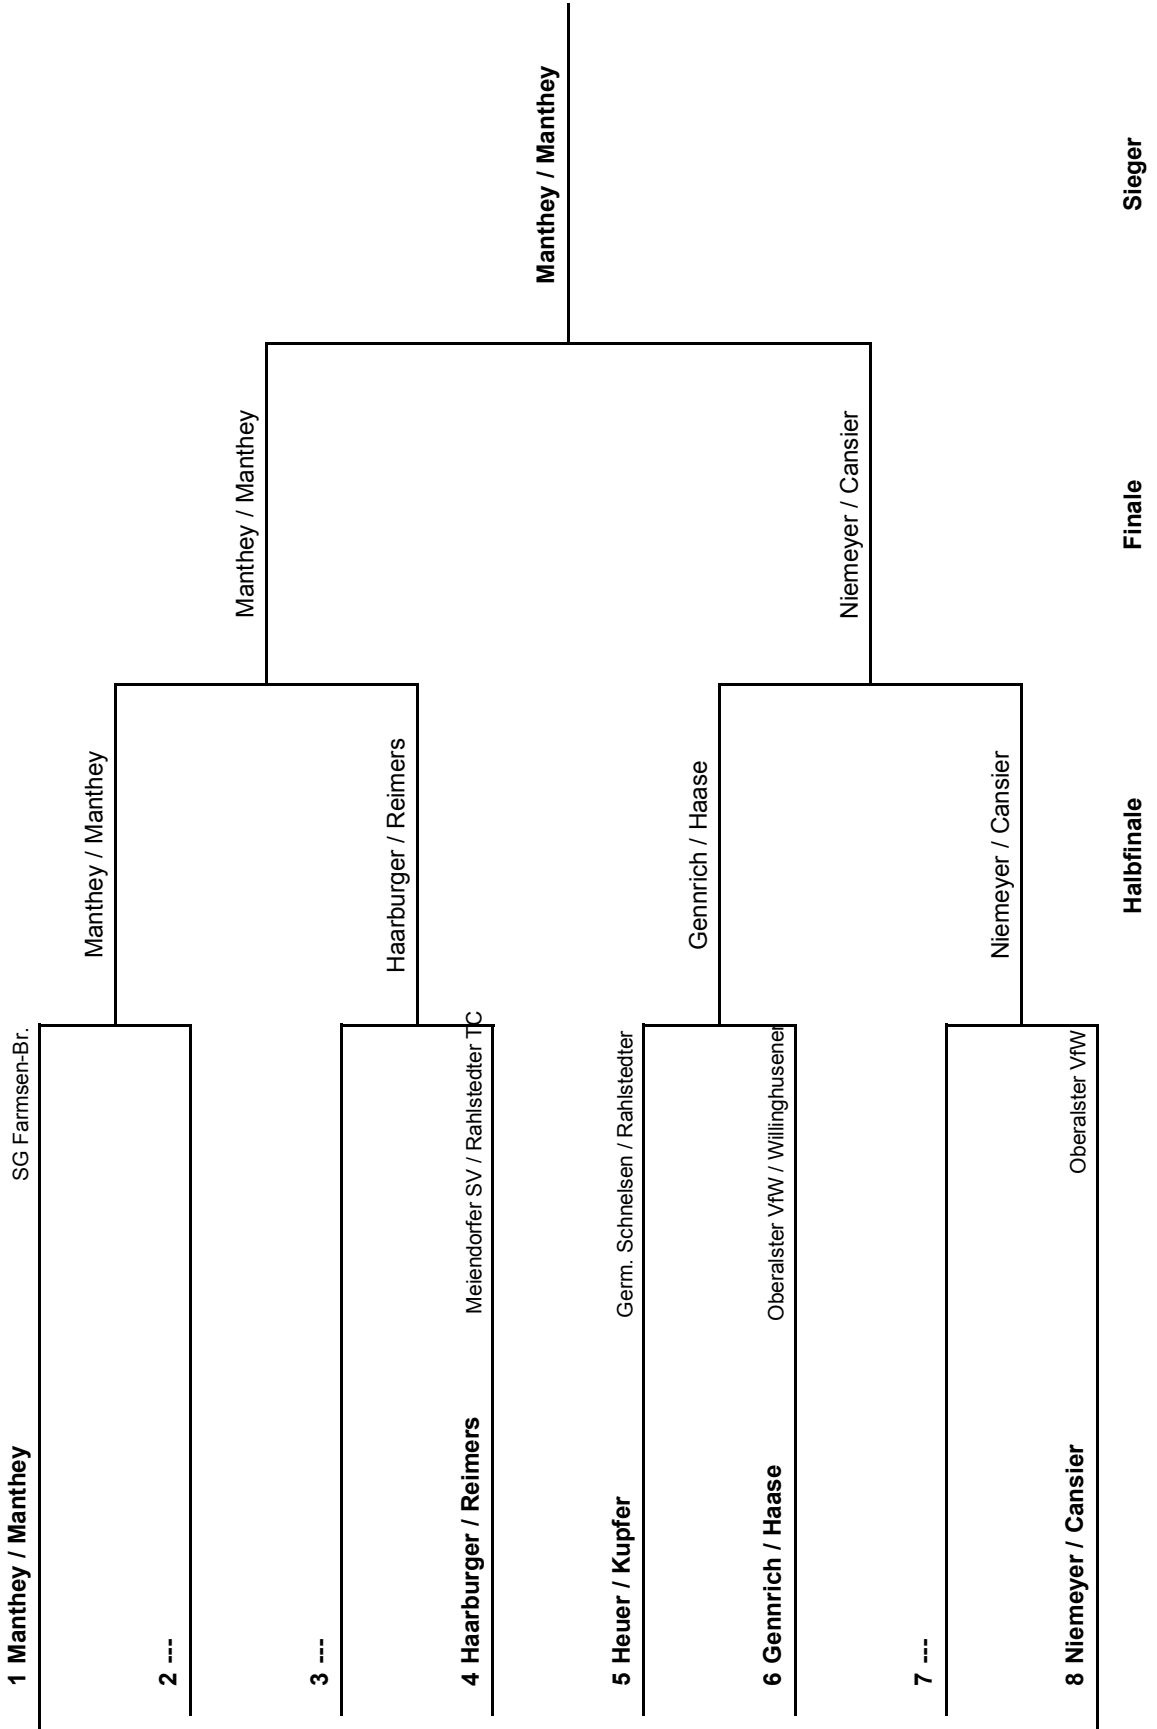 1 Manthey / Manthey SG Farmsen-Br.
Manthey / Manthey
2 ---
Manthey / Manthey
3 ---
Haarburger / Reimers
4 Haarburger / Reimers Meiendorfer SV / Rahlstedter TC
Manthey / Manthey
5 Heuer / Kupfer Germ. Schnelsen / Rahlstedter
Gennrich / Haase
6 Gennrich / Haase Oberalster VfW / Willinghusener
Niemeyer / Cansier
7 ---
Niemeyer / Cansier
8 Niemeyer / Cansier Oberalster VfW
Halbfinale Finale Sieger